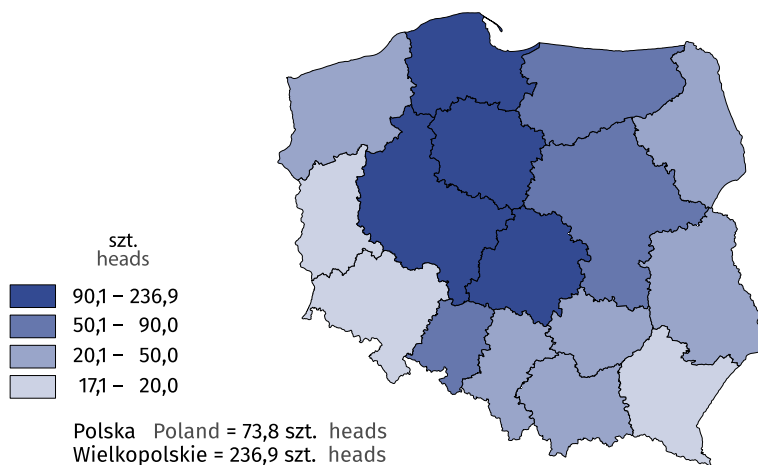 szt.
heads
90,1 – 236,9
50,1 – 90,0
20,1 – 50,0
17,1 – 20,0
Polska Poland = 73,8 szt. heads
Wielkopolskie = 236,9 szt. heads